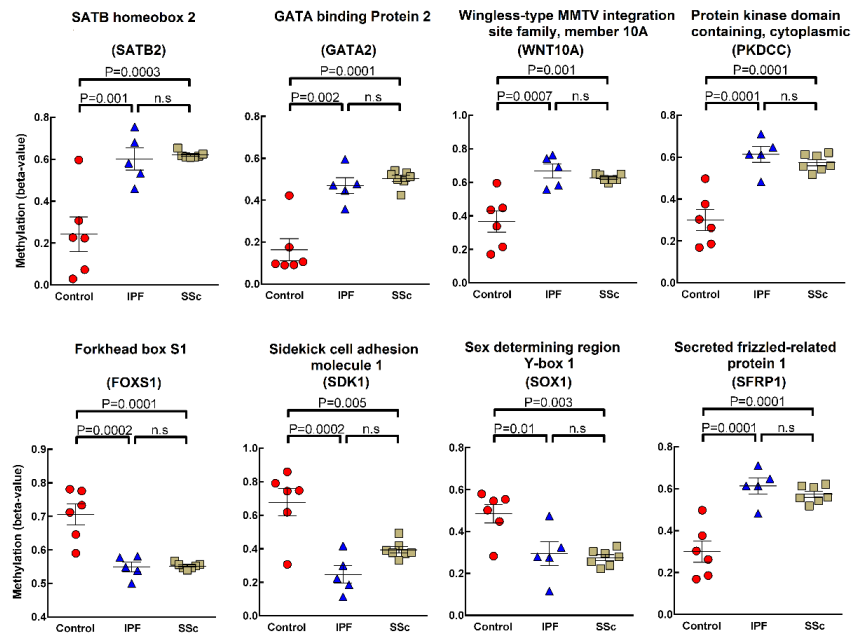 SATB homeobox 2
(SATB2)
P=0.0003
P=0.001
n.s
Methylation (beta-value)
0.8
0.6
0.4
0.2
0.0
Control
IPF
SSc
GATA binding Protein 2
(GATA2)
P=0.0001
P=0.002
n.s
0.8
0.6
0.4
0.2
0.0
Control
IPF
SSc
Wingless-type MMTV integration
site family, member 10A
(WNT10A)
P=0.001
P=0.0007
n.s
1.0
0.8
0.6
0.4
0.2
0.0
Control
IPF
SSc
Protein kinase domain
containing, cytoplasmic
(PKDCC)
P=0.0001
P=0.0001
n.s
0.8
0.6
0.4
0.2
0.0
Control
IPF
SSc
Forkhead box S1
(FOXS1)
P=0.0001
P=0.0002
n.s
Methylation (beta-value)
0.9
0.8
0.7
0.6
0.5
0.4
Control
IPF
SSc
Sidekick cell adhesion
molecule 1
(SDK1)
P=0.005
P=0.0002
n.s
1.0
0.8
0.6
0.4
0.2
0.0
Control
IPF
SSc
Sex determining region
Y-box 1
(SOX1)
P=0.003
P=0.01
n.s
0.8
0.6
0.4
0.2
0.0
Control
IPF
SSc
Secreted frizzled-related
protein 1
(SFRP1)
P=0.0001
P=0.0001
n.s
0.8
0.6
0.4
0.2
0.0
Control
IPF
SSc